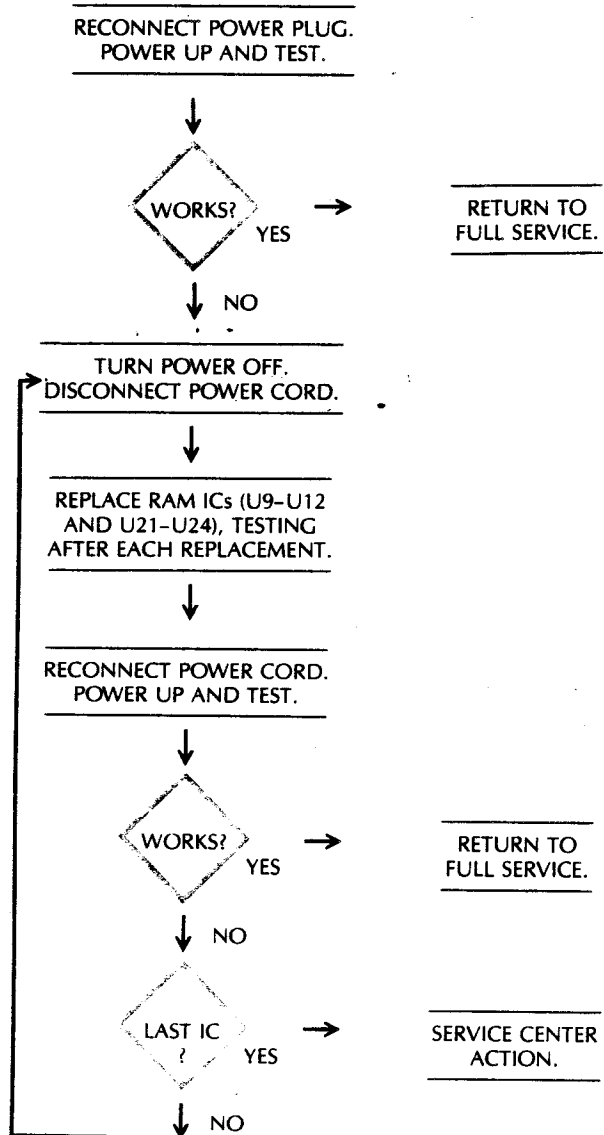 RECONNECT POWER PLUG.
POWER UP AND TEST.
WORKS?
YES
RETURN TO
FULL SERVICE.
NO
TURN POWER OFF.
DISCONNECT POWER CORD.
REPLACE RAM ICs (U9–U12
AND U21–U24), TESTING
AFTER EACH REPLACEMENT.
RECONNECT POWER CORD.
POWER UP AND TEST.
WORKS?
YES
RETURN TO
FULL SERVICE.
NO
LAST IC
?
YES
SERVICE CENTER
ACTION.
NO